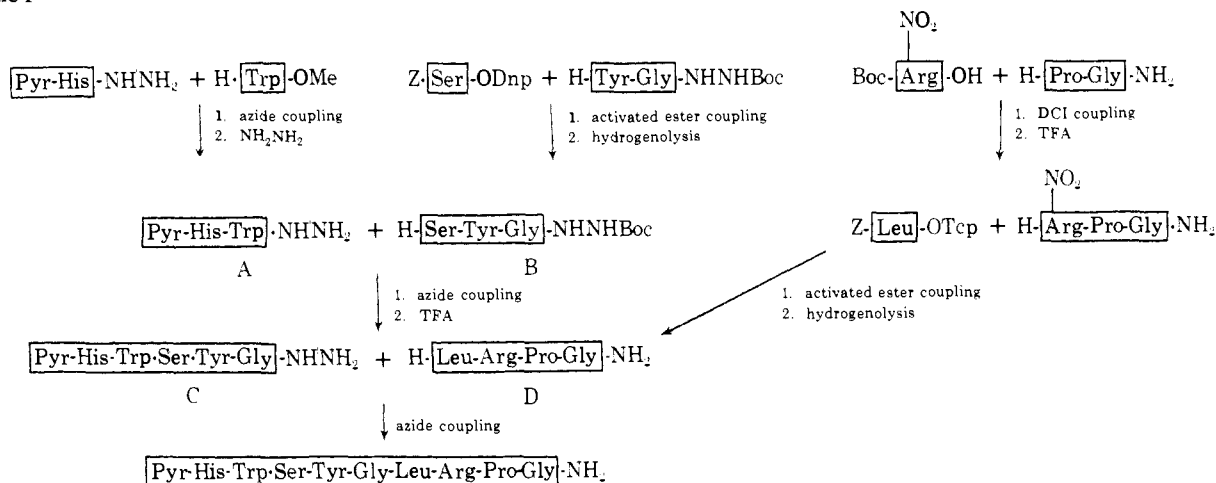 NO₂
Pyr-His-NHNH₂ + H·Trp-OMe
Z·Ser-ODnp + H-Tyr-Gly-NHNHBoc
Boc-Arg-OH + H-Pro-Gly-NH₂
1. azide coupling
2. NH₂NH₂
1. activated ester coupling
2. hydrogenolysis
1. DCI coupling
2. TFA
NO₂
Pyr-His-Trp·NHNH₂ + H-Ser-Tyr-Gly-NHNHBoc
Z-Leu-OTcp + H-Arg-Pro-Gly·NH₂
A
B
1. azide coupling
2. TFA
1. activated ester coupling
2. hydrogenolysis
Pyr-His-Trp·Ser·Tyr-Gly-NHNH₂ + H-Leu-Arg-Pro-Gly·NH₂
C
D
azide coupling
Pyr-His-Trp·Ser-Tyr-Gly-Leu-Arg-Pro-Gly-NH₂